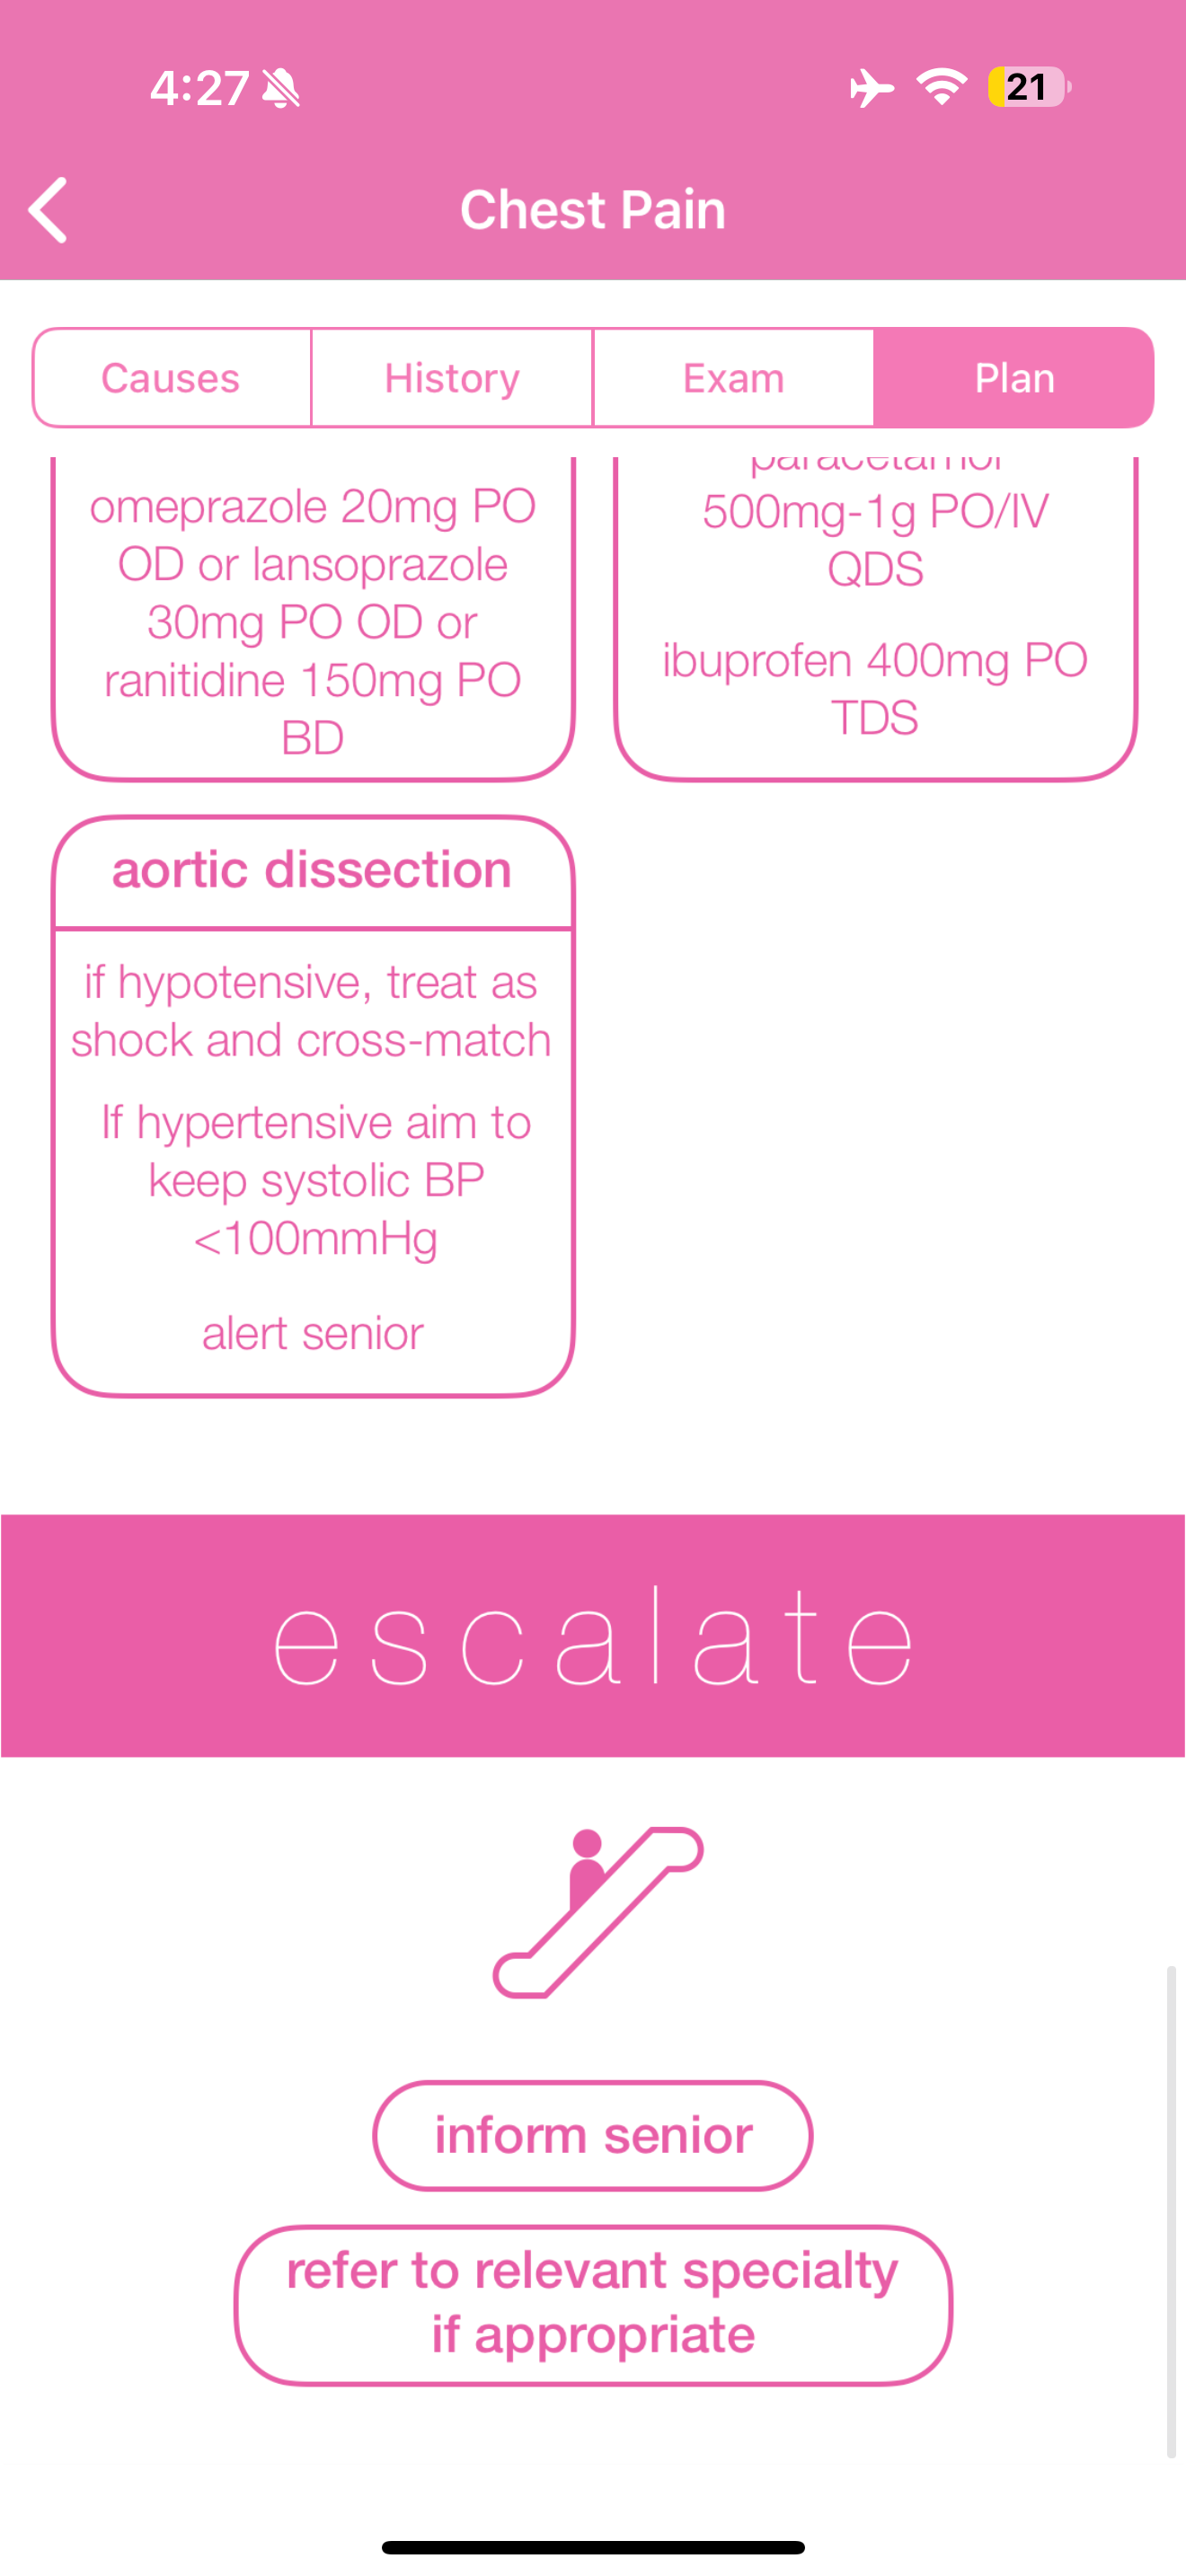 4:27
21
Chest Pain
Causes
History
Exam
Plan
omeprazole 20mg PO
OD or lansoprazole
30mg PO OD or
ranitidine 150mg PO
BD
paracetamol
500mg-1g PO/IV
QDS
ibuprofen 400mg PO
TDS
aortic dissection
if hypotensive, treat as
shock and cross-match
If hypertensive aim to
keep systolic BP
<100mmHg
alert senior
escalate
inform senior
refer to relevant specialty
if appropriate